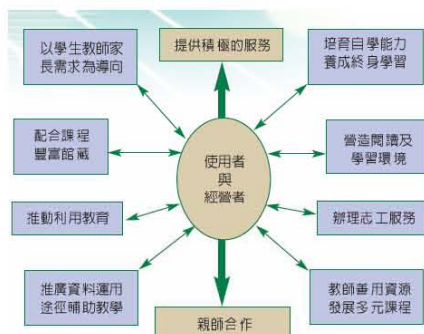 以學生教師家
長需求為導向
提供積極的服務
培育自學能力
養成終身學習
配合課程
豐富館藏
使用者
與
經營者
營造閱讀及
學習環境
推動利用教育
辦理志工服務
推廣資料運用
途徑輔助教學
親師合作
教師善用資源
發展多元課程